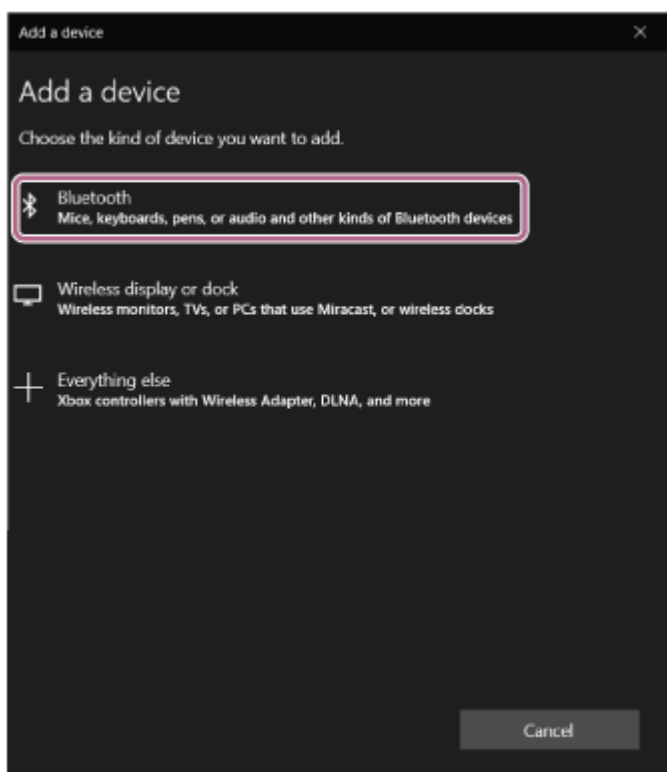 Add a device
Add a device
Choose the kind of device you want to add.
Bluetooth
Mice, keyboards, pens, or audio and other kinds of Bluetooth devices
Wireless display or dock
Wireless monitors, TVs, or PCs that use Miracast, or wireless docks
Everything else
Xbox controllers with Wireless Adapter, DLNA, and more
Cancel